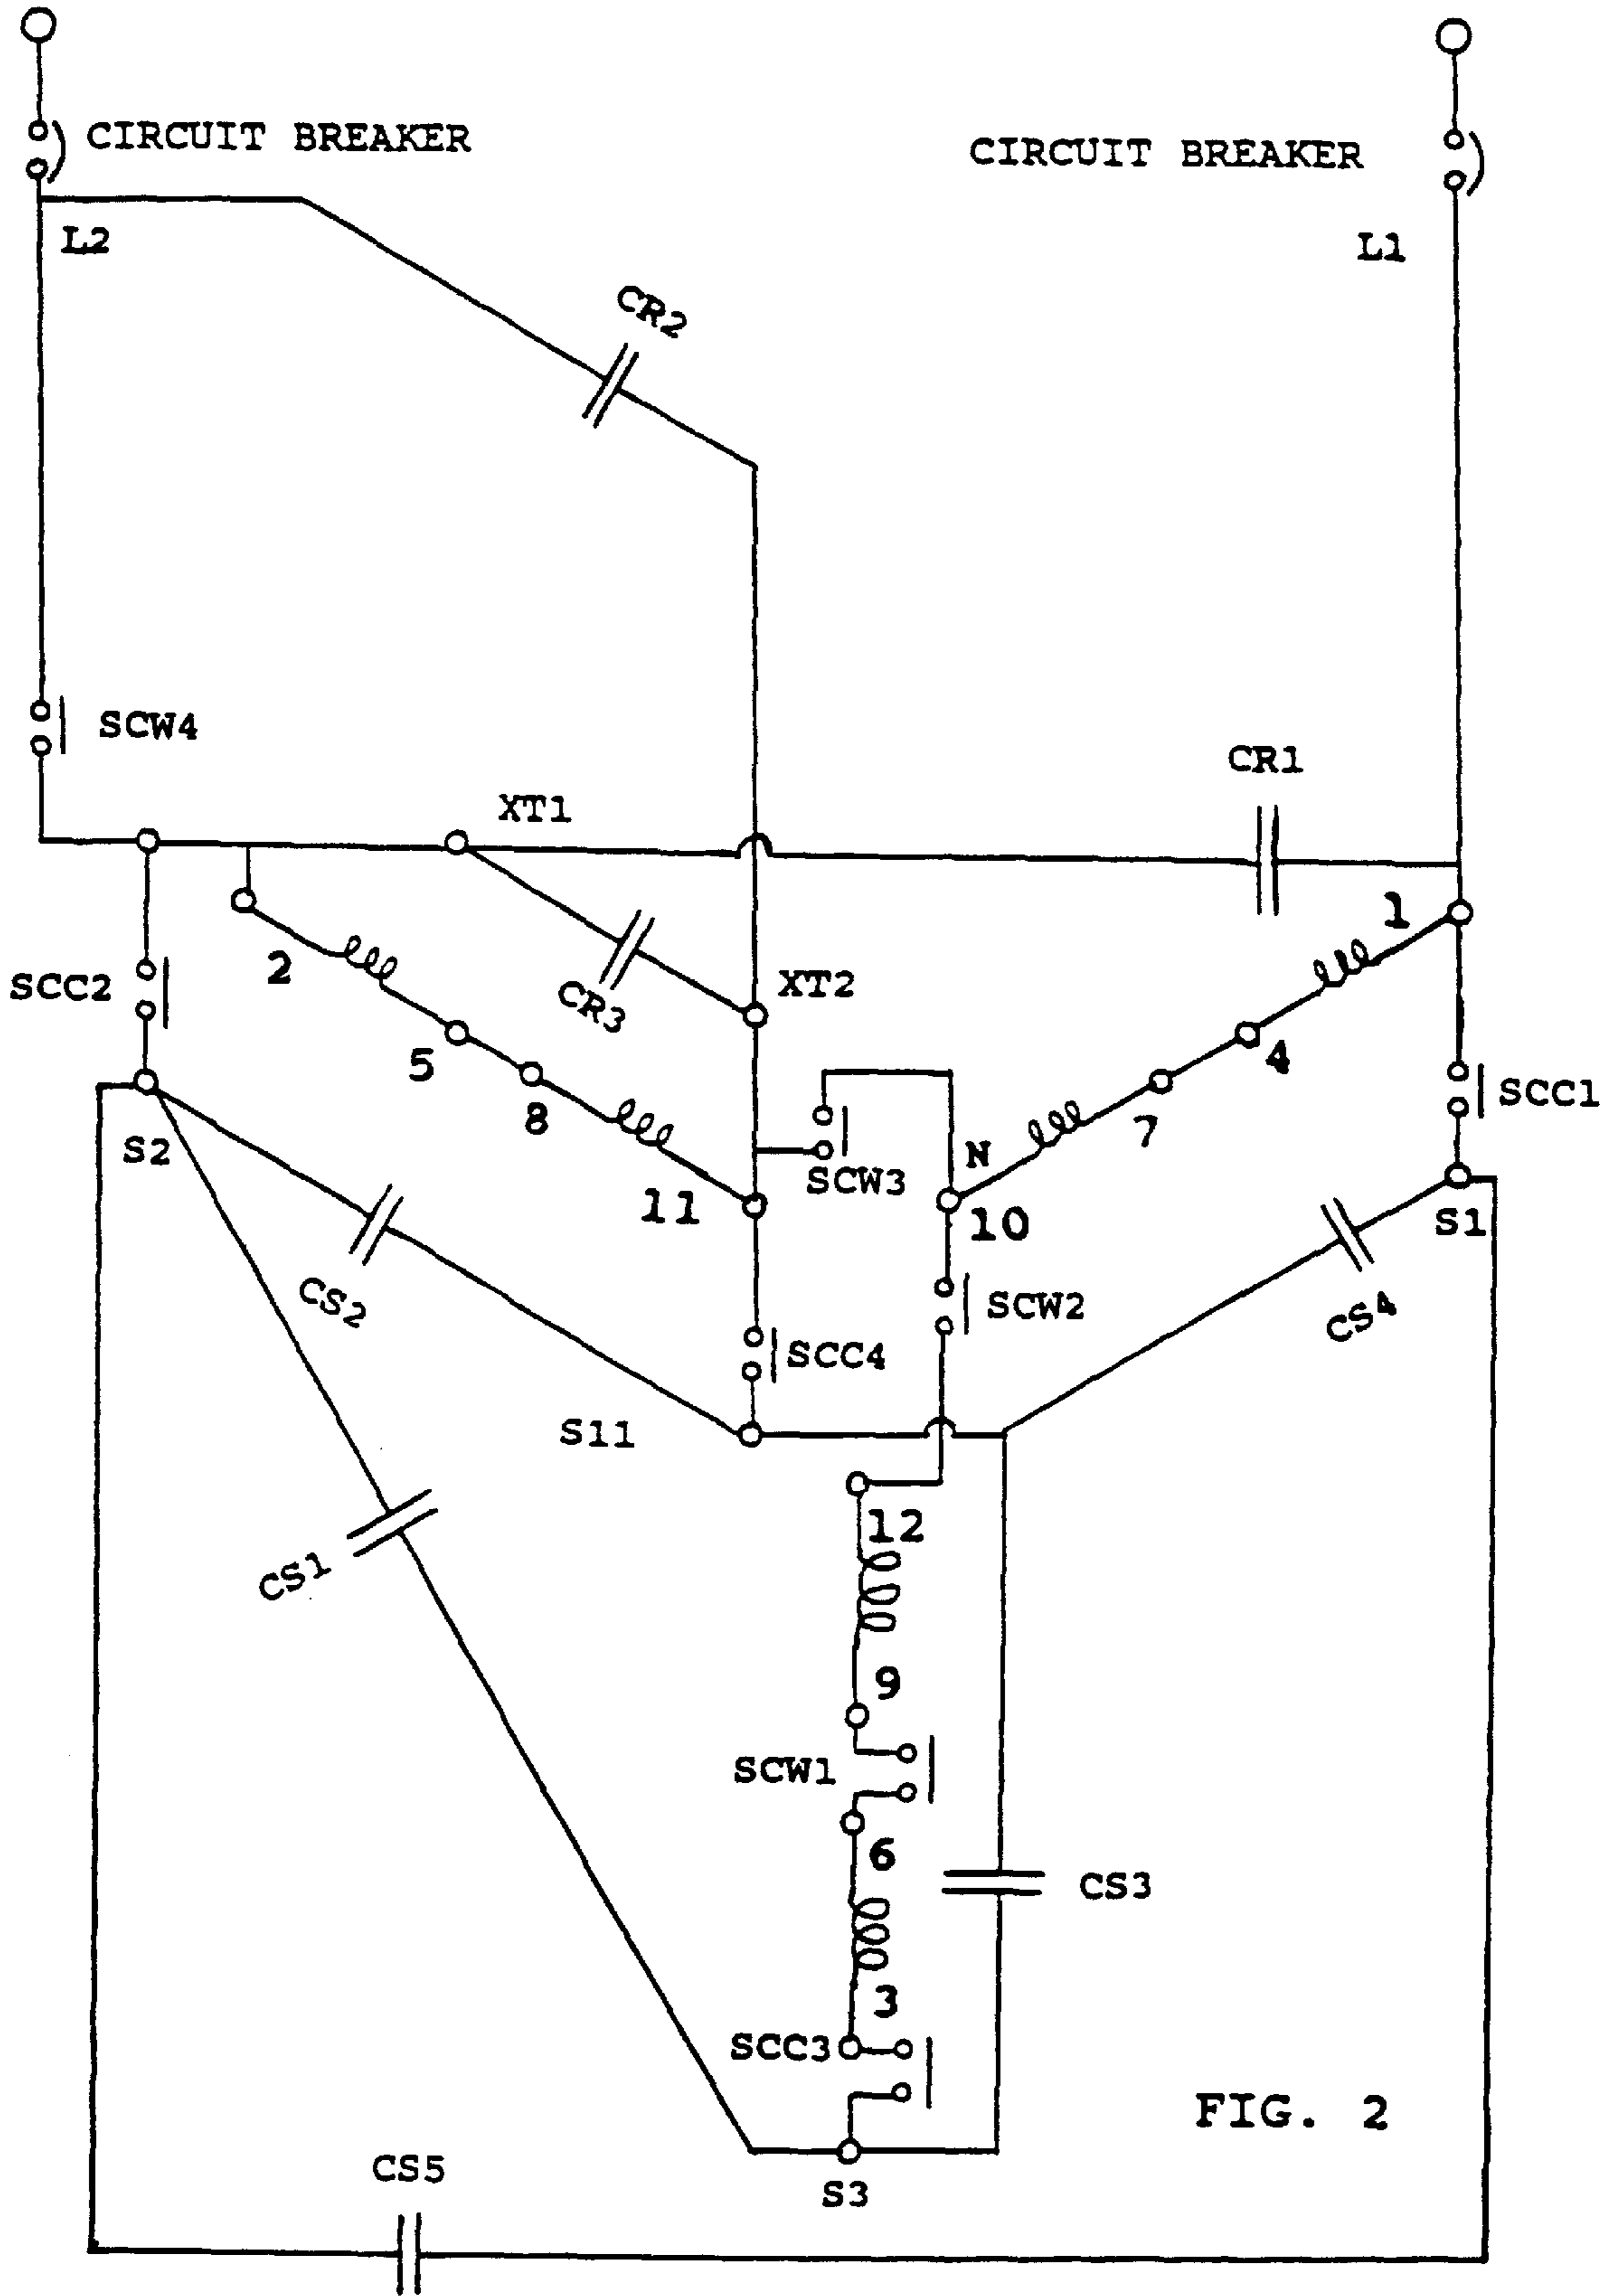 CIRCUIT BREAKER
CIRCUIT BREAKER
L2
L1
CR2
SCW4
CR1
XT1
1
2
SCC2
CR3
XT2
4
5
8
7
SCC1
S2
N
SCW3
11
10
S1
CS2
SCW2
CS4
SCC4
S11
12
CS1
9
SCW1
6
CS3
3
SCC3
FIG. 2
CS5
S3